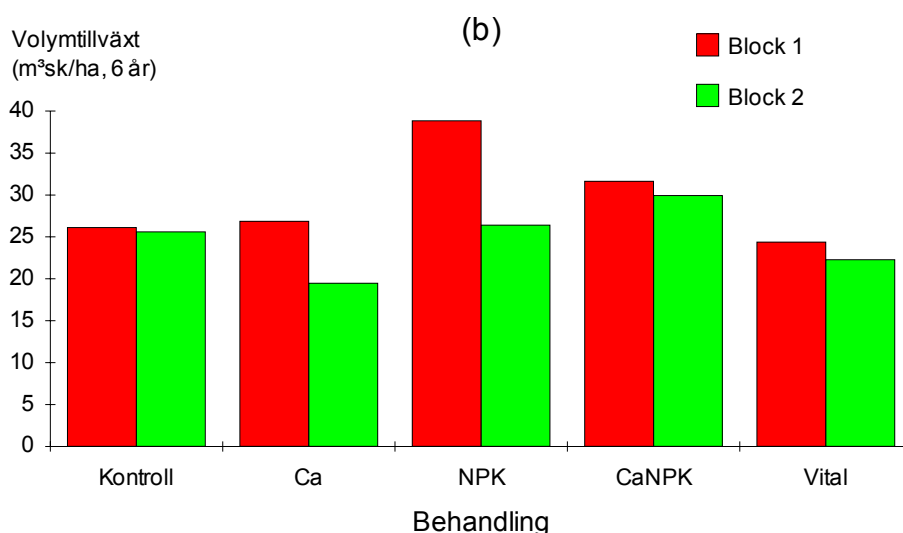 (b)
Volymtillväxt
(m³sk/ha, 6 år)
Block 1
Block 2
40
35
30
25
20
15
10
5
0
Kontroll Ca NPK CaNPK Vital
Behandling